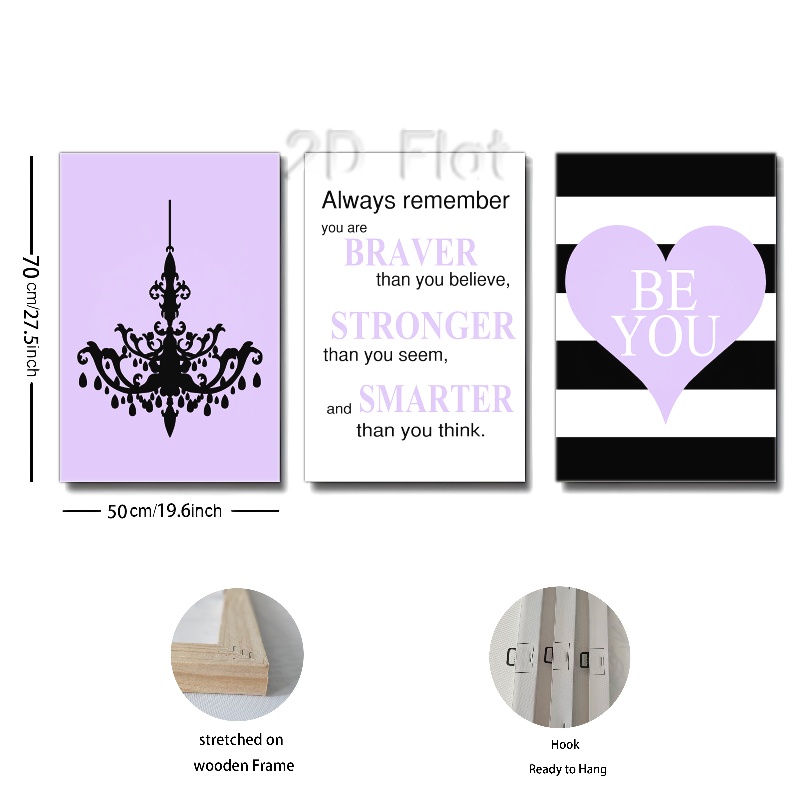 2D Flat
Always remember
you are
BRAVER
than you believe,
STRONGER
than you seem,
and SMARTER
than you think.
BE
YOU
70 cm/27.5inch
50cm/19.6inch
stretched on
wooden Frame
Hook
Ready to Hang